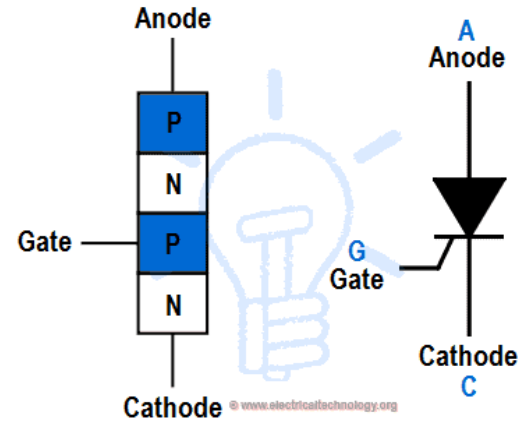 Anode
P
N
Gate
P
N
Cathode
A
Anode
G
Gate
Cathode
C
© www.electricaltechnology.org